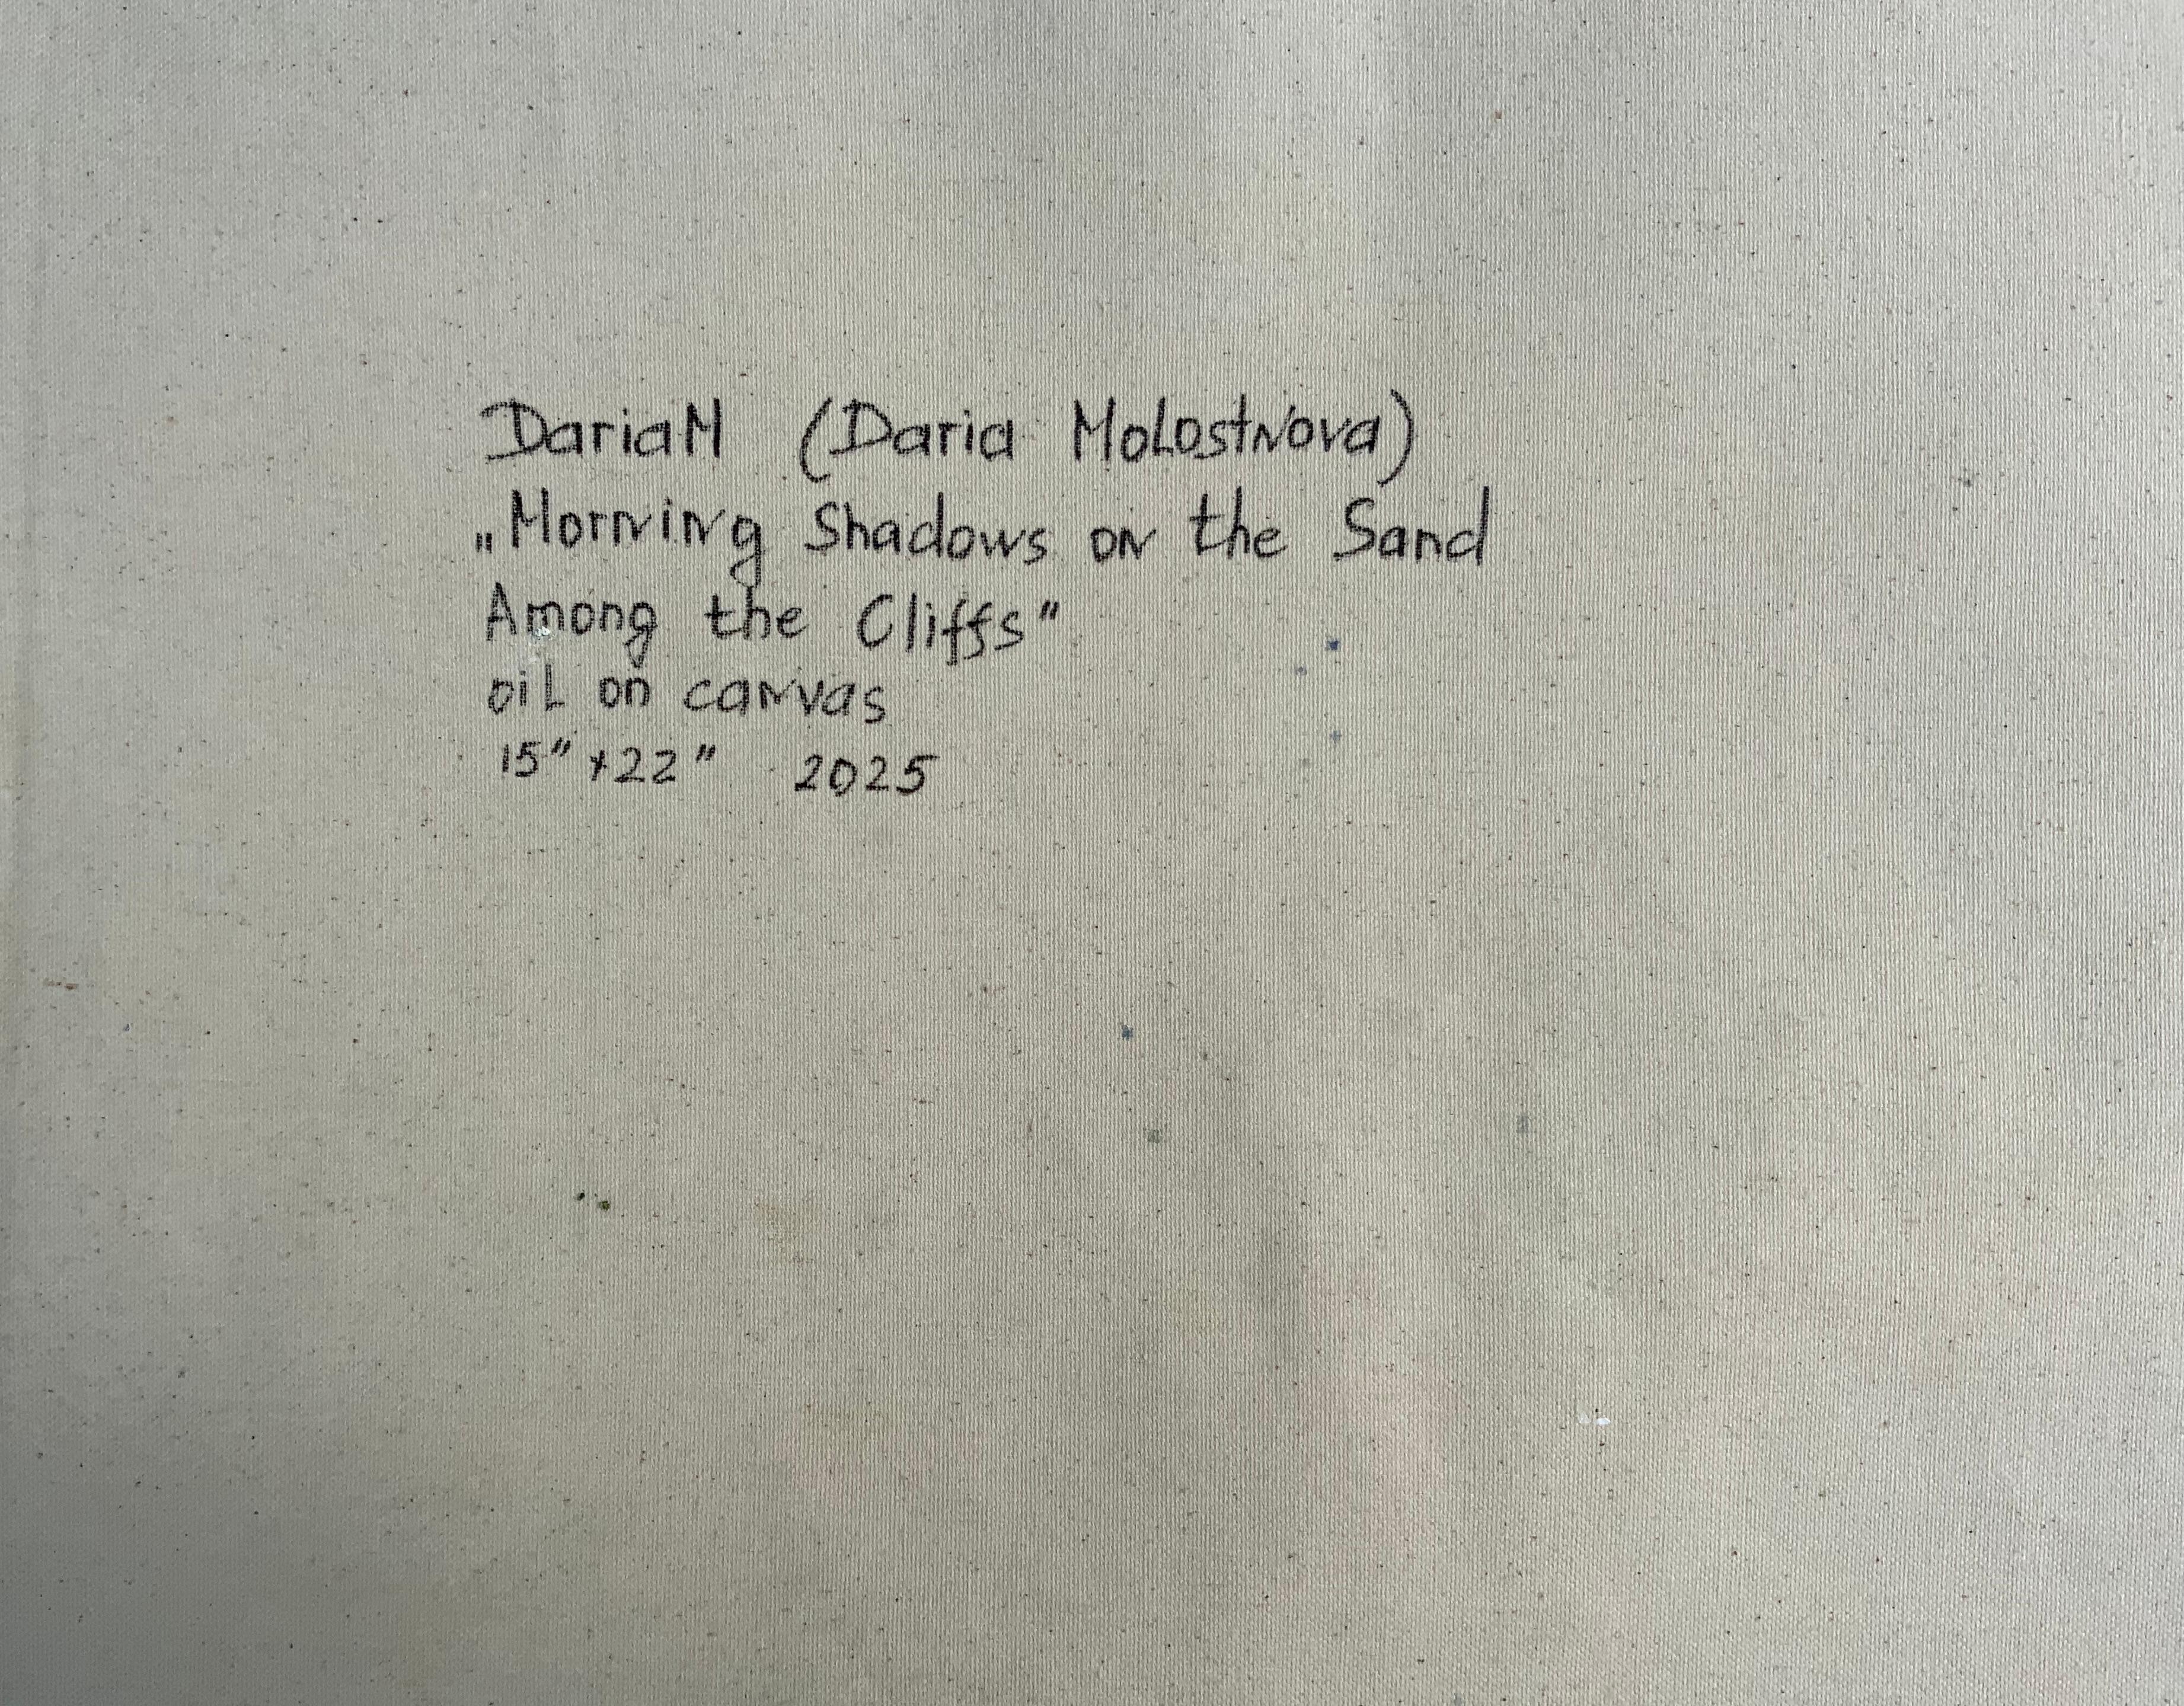 DariaM (Daria Molostnova)
„Morning Shadows on the Sand
Among the Cliffs"
oil on canvas
15" x22" 2025